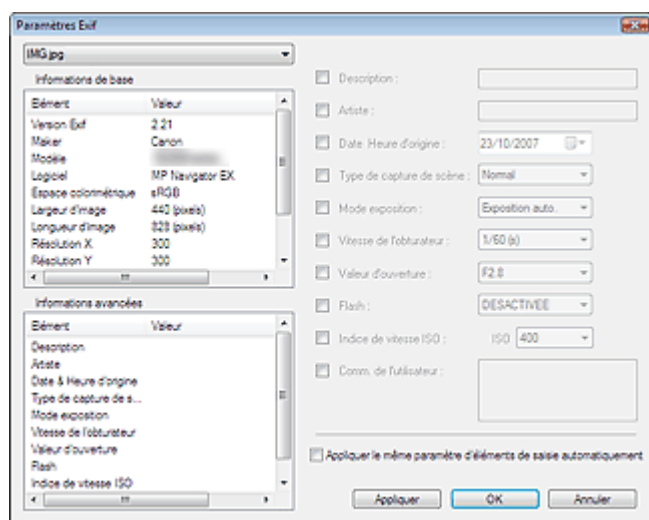 Paramètres Exif
IMG.jpg
Informations de base
Elément Valeur
Version Exif 2.21
Maker Canon
Modèle
Logiciel MP Navigator EX
Espace colorimétrique sRGB
Largeur d'image 440 (pixels)
Longueur d'image 828 (pixels)
Résolution X 300
Résolution Y 300
Informations avancées
Elément Valeur
Description
Artiste
Date & Heure d'origine
Type de capture de s...
Mode exposition
Vitesse de l'obturateur
Valeur d'ouverture
Flash
Indice de vitesse ISO
Description :
Artiste :
Date Heure d'origine : 23/10/2007
Type de capture de scène : Normal
Mode exposition : Exposition auto.
Vitesse de l'obturateur : 1/60 (s)
Valeur d'ouverture : F2.8
Flash : DESACTIVEE
Indice de vitesse ISO : ISO 400
Comm. de l'utilisateur :
Appliquer le même paramètre d'éléments de saisie automatiquement
Appliquer OK Annuler